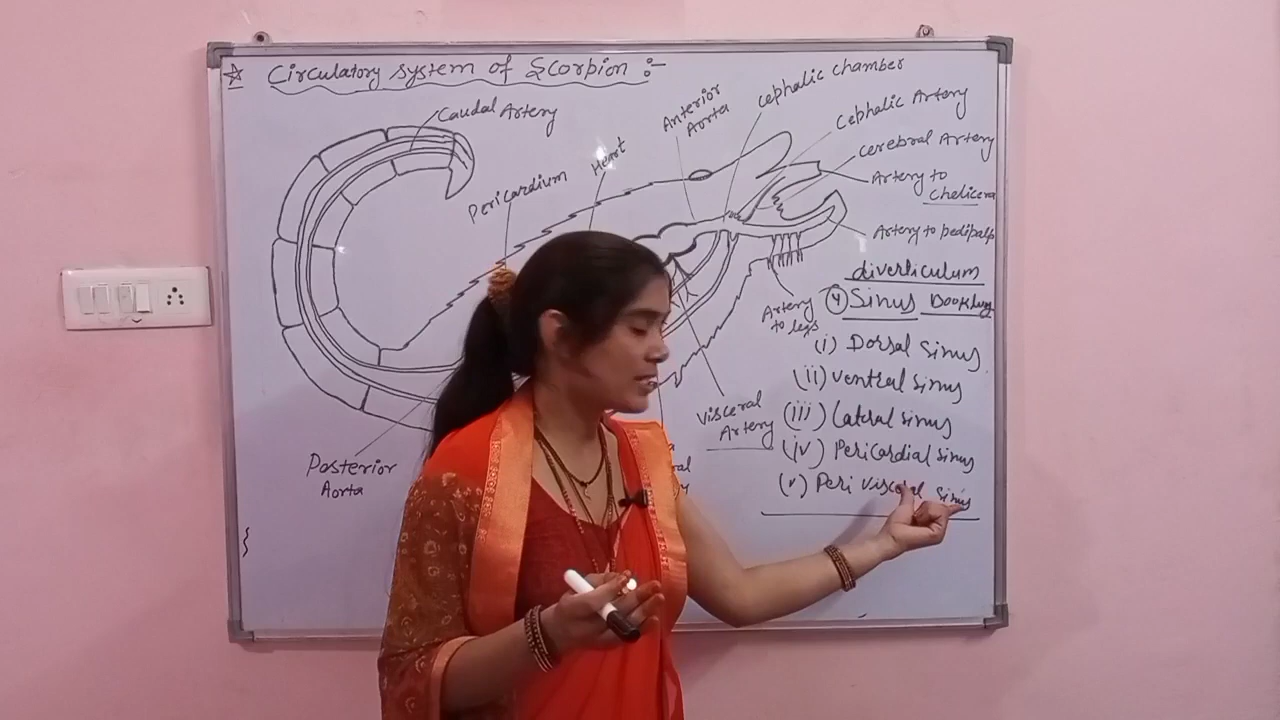 ☆ Circulatory system of Scorpion :-
Caudal Artery
Pericardium
Heart
Anterior
Aorta
Cephalic chamber
Cephalic Artery
Cerebral Artery
Artery to
Chelicera
Artery to pedipalp
Artery
to legs
Visceral
Artery
Posterior
Aorta
diverticulum
(4) Sinus
(i) Dorsal Sinus
(ii) Ventral Sinus
(iii) Lateral Sinus
(iv) Pericardial Sinus
(v) Peri visceral Sinus